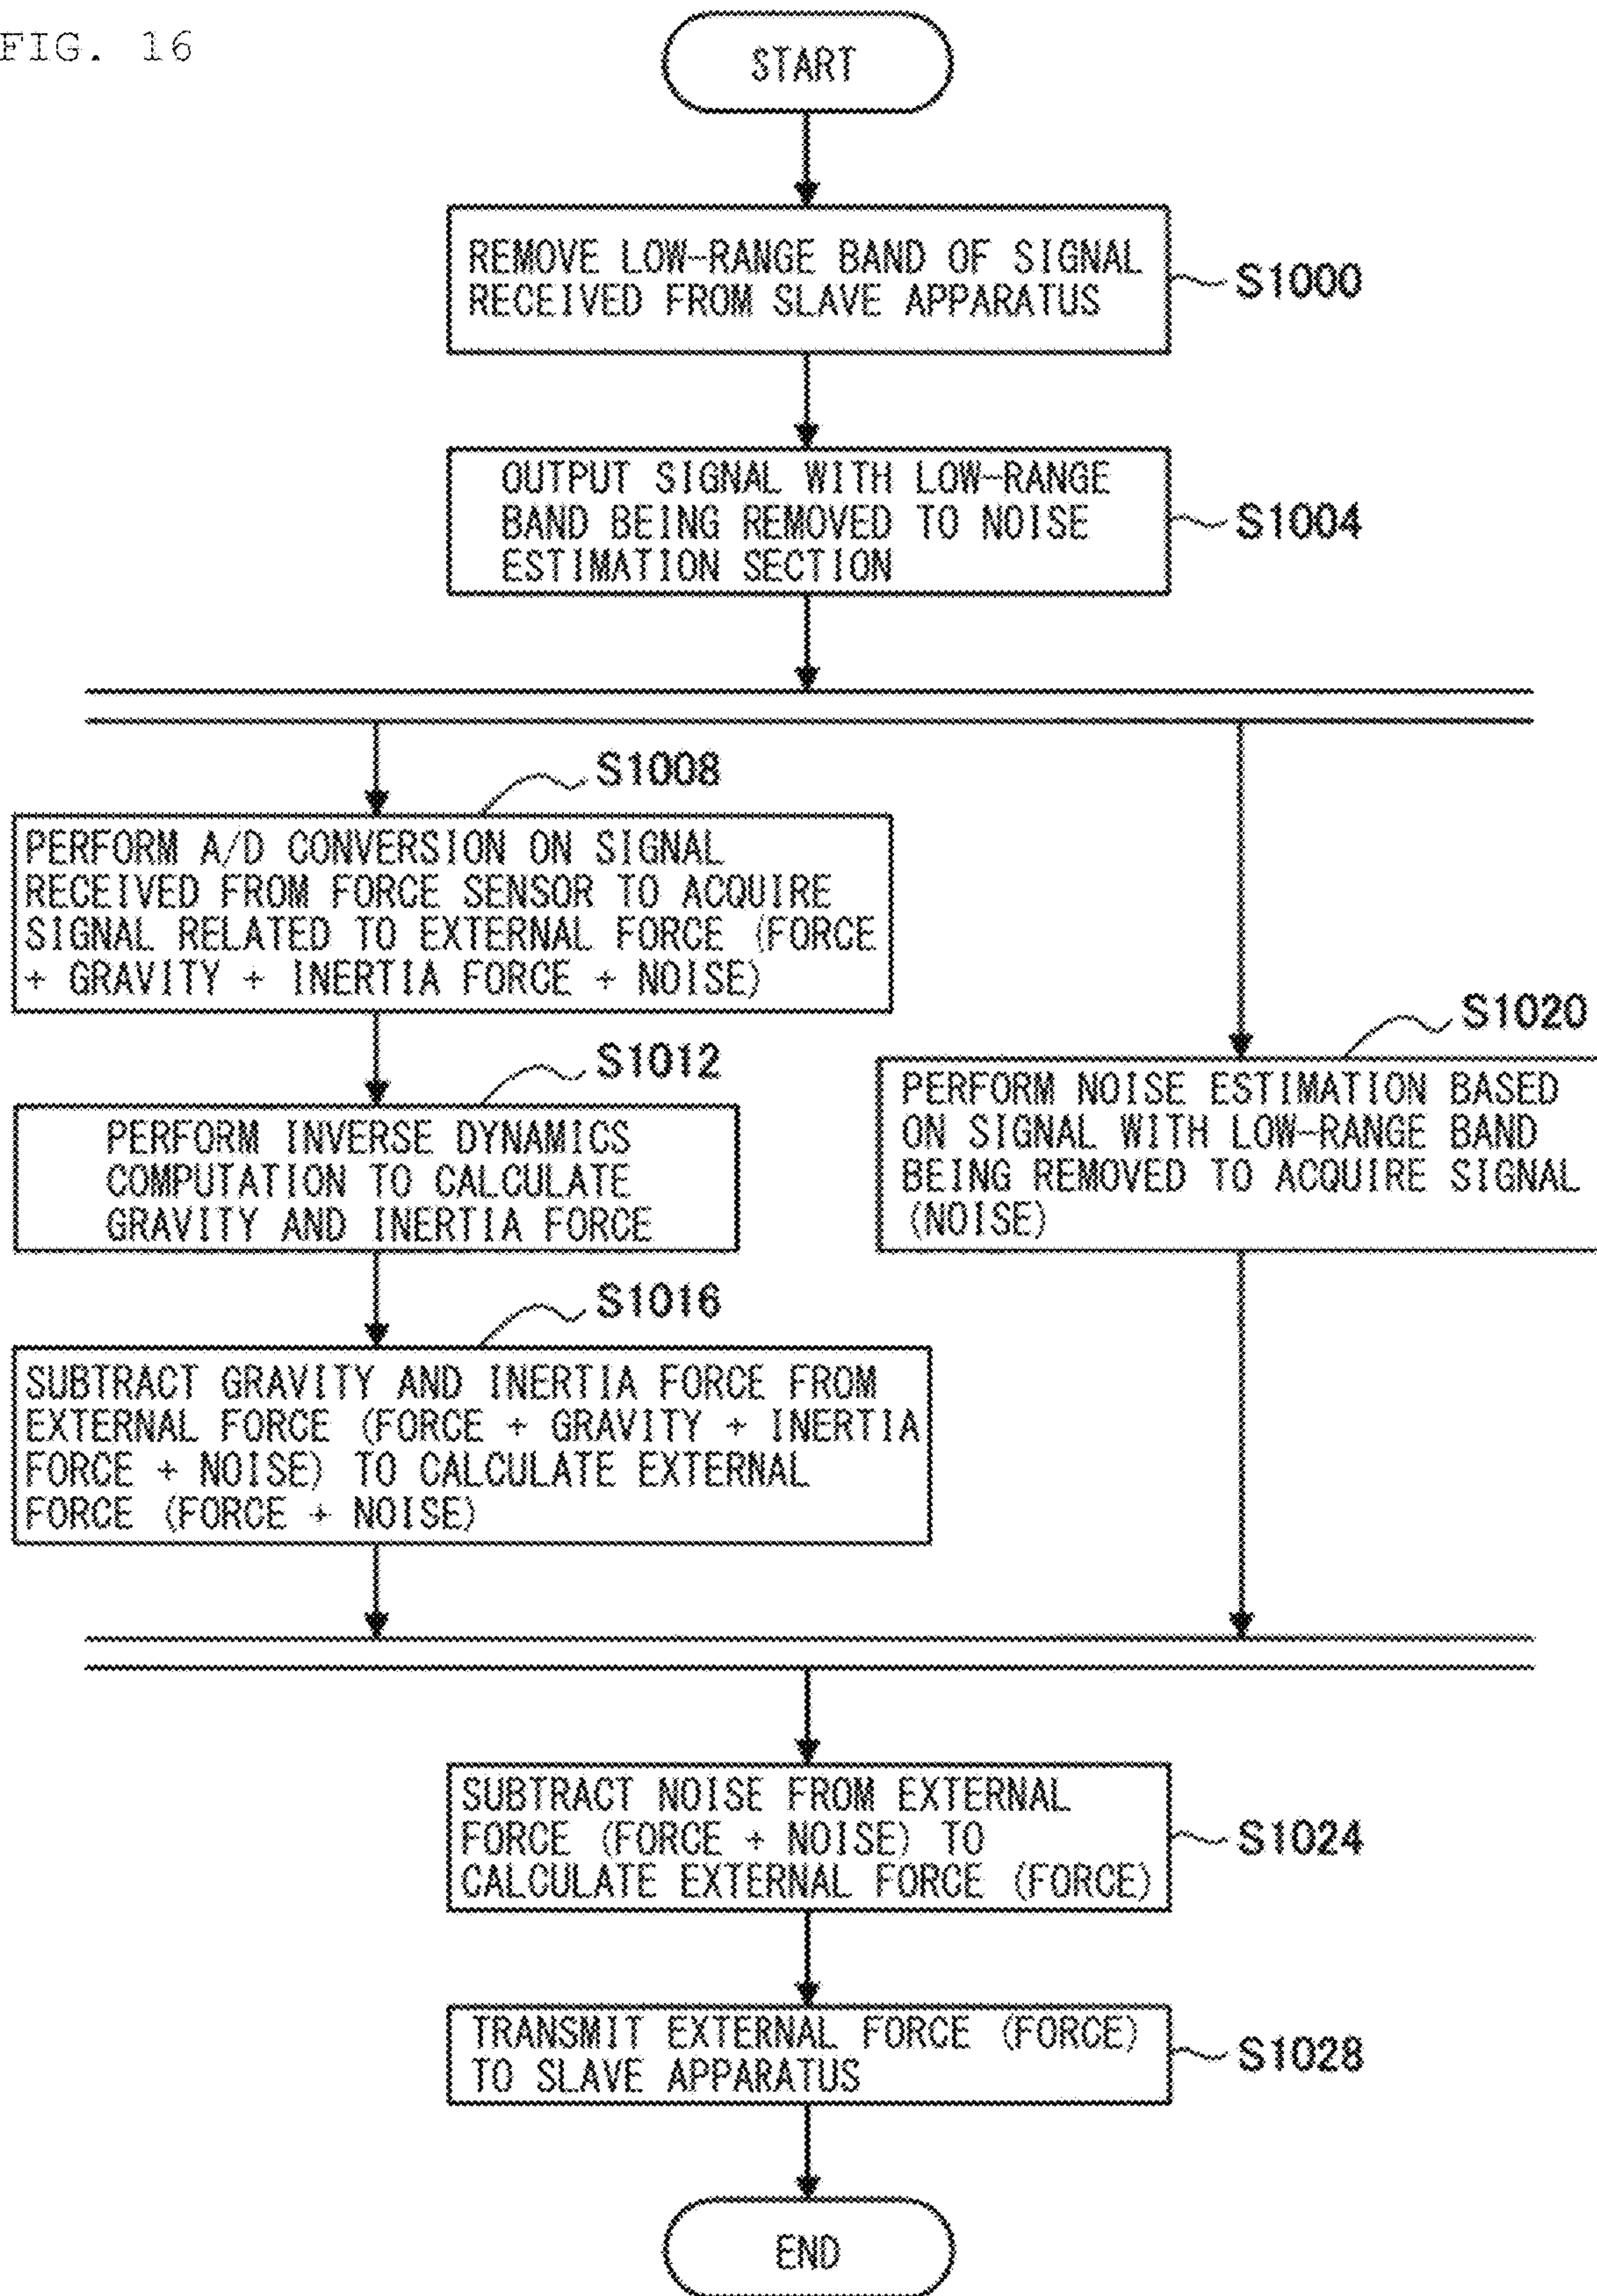 FIG. 16
START
REMOVE LOW-RANGE BAND OF SIGNAL
RECEIVED FROM SLAVE APPARATUS
S1000
OUTPUT SIGNAL WITH LOW-RANGE
BAND BEING REMOVED TO NOISE
ESTIMATION SECTION
S1004
S1008
PERFORM A/D CONVERSION ON SIGNAL
RECEIVED FROM FORCE SENSOR TO ACQUIRE
SIGNAL RELATED TO EXTERNAL FORCE (FORCE
+ GRAVITY + INERTIA FORCE + NOISE)
S1012
PERFORM INVERSE DYNAMICS
COMPUTATION TO CALCULATE
GRAVITY AND INERTIA FORCE
S1016
SUBTRACT GRAVITY AND INERTIA FORCE FROM
EXTERNAL FORCE (FORCE + GRAVITY + INERTIA
FORCE + NOISE) TO CALCULATE EXTERNAL
FORCE (FORCE + NOISE)
S1020
PERFORM NOISE ESTIMATION BASED
ON SIGNAL WITH LOW-RANGE BAND
BEING REMOVED TO ACQUIRE SIGNAL
(NOISE)
SUBTRACT NOISE FROM EXTERNAL
FORCE (FORCE + NOISE) TO
CALCULATE EXTERNAL FORCE (FORCE)
S1024
TRANSMIT EXTERNAL FORCE (FORCE)
TO SLAVE APPARATUS
S1028
END